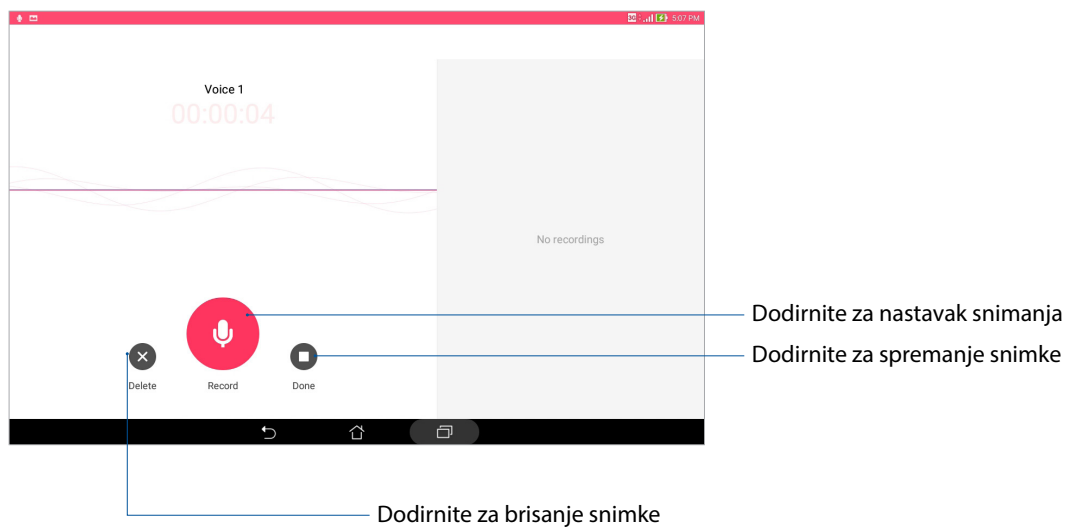 3G 5:07 PM
Voice 1
00:00:04
No recordings
Dodirnite za nastavak snimanja
Dodirnite za spremanje snimke
Delete
Record
Done
Dodirnite za brisanje snimke